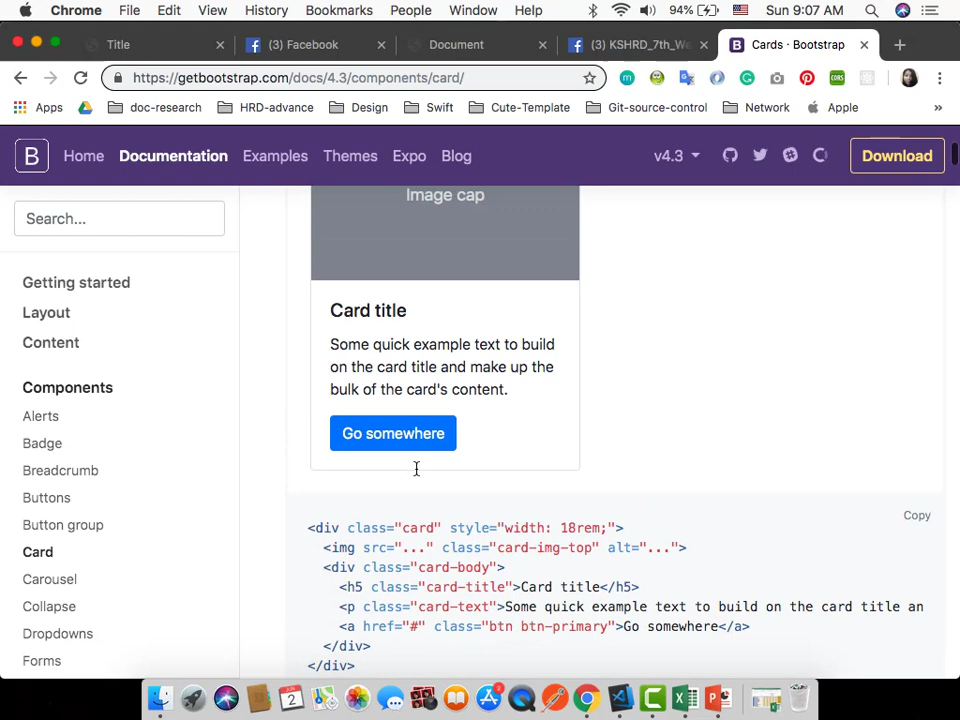 Chrome File Edit View History Bookmarks People Window Help 94% Sun 9:07 AM
Title (3) Facebook Document (3) KSHRD_7th_We Cards · Bootstrap
https://getbootstrap.com/docs/4.3/components/card/
Apps doc-research HRD-advance Design Swift Cute-Template Git-source-control Network Apple »
B Home Documentation Examples Themes Expo Blog v4.3 Download
Search...
Getting started
Layout
Content
Components
Alerts
Badge
Breadcrumb
Buttons
Button group
Card
Carousel
Collapse
Dropdowns
Forms
Image cap
Card title
Some quick example text to build
on the card title and make up the
bulk of the card's content.
Go somewhere
Copy
<div class="card" style="width: 18rem;">
<img src="..." class="card-img-top" alt="...">
<div class="card-body">
<h5 class="card-title">Card title</h5>
<p class="card-text">Some quick example text to build on the card title an
<a href="#" class="btn btn-primary">Go somewhere</a>
</div>
</div>